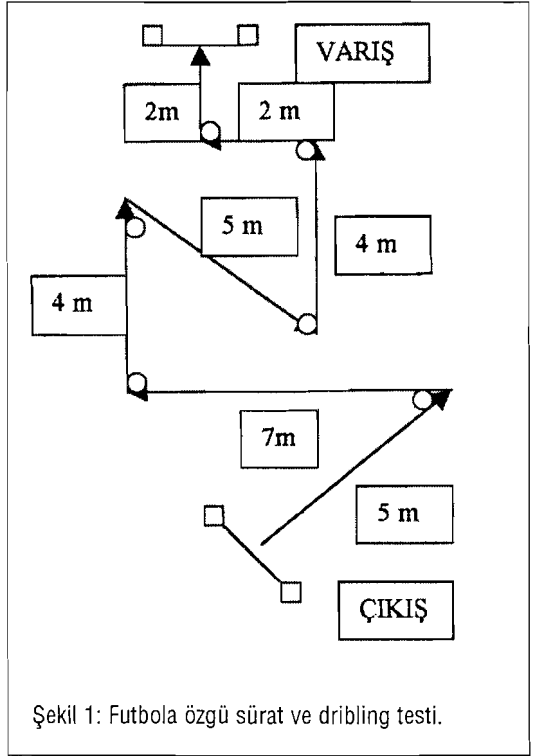 VARIŞ
2m
2 m
5 m
4 m
4 m
7m
5 m
ÇIKIŞ
Şekil 1: Futbola özgü sürat ve dribling testi.